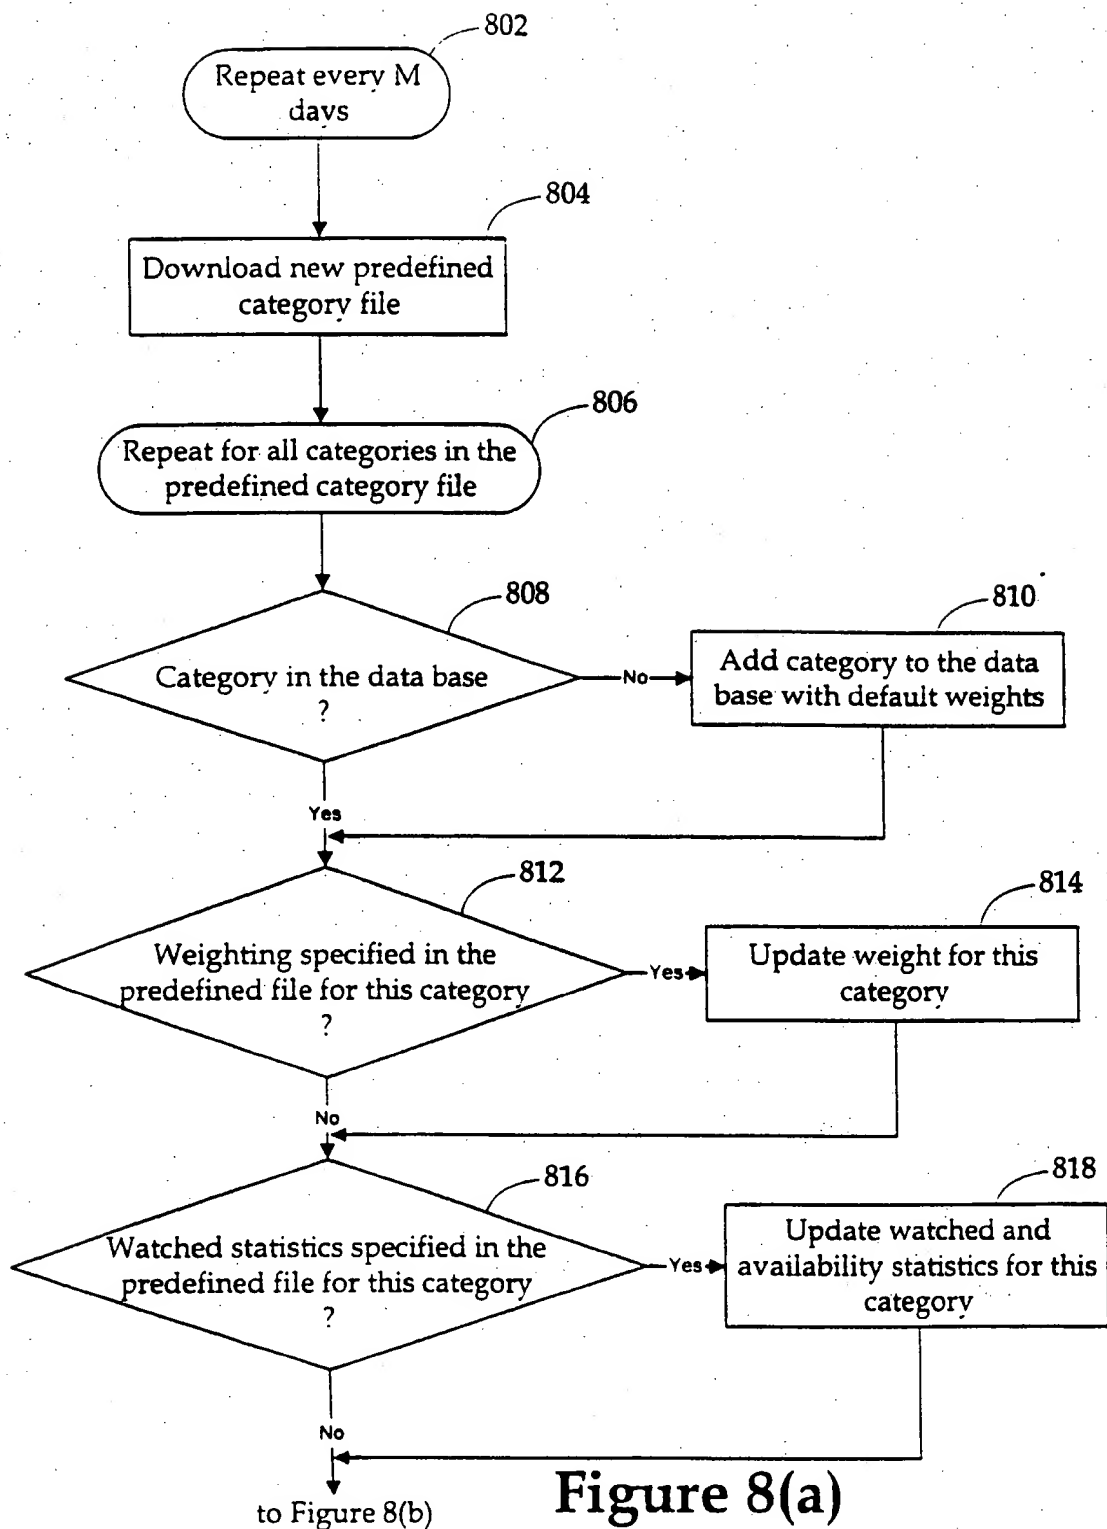 802
Repeat every M
days
804
Download new predefined
category file
806
Repeat for all categories in the
predefined category file
808
Category in the data base
?
No
810
Add category to the data
base with default weights
Yes
812
Weighting specified in the
predefined file for this category
?
Yes
814
Update weight for this
category
No
816
Watched statistics specified in the
predefined file for this category
?
Yes
818
Update watched and
availability statistics for this
category
No
to Figure 8(b)
Figure 8(a)